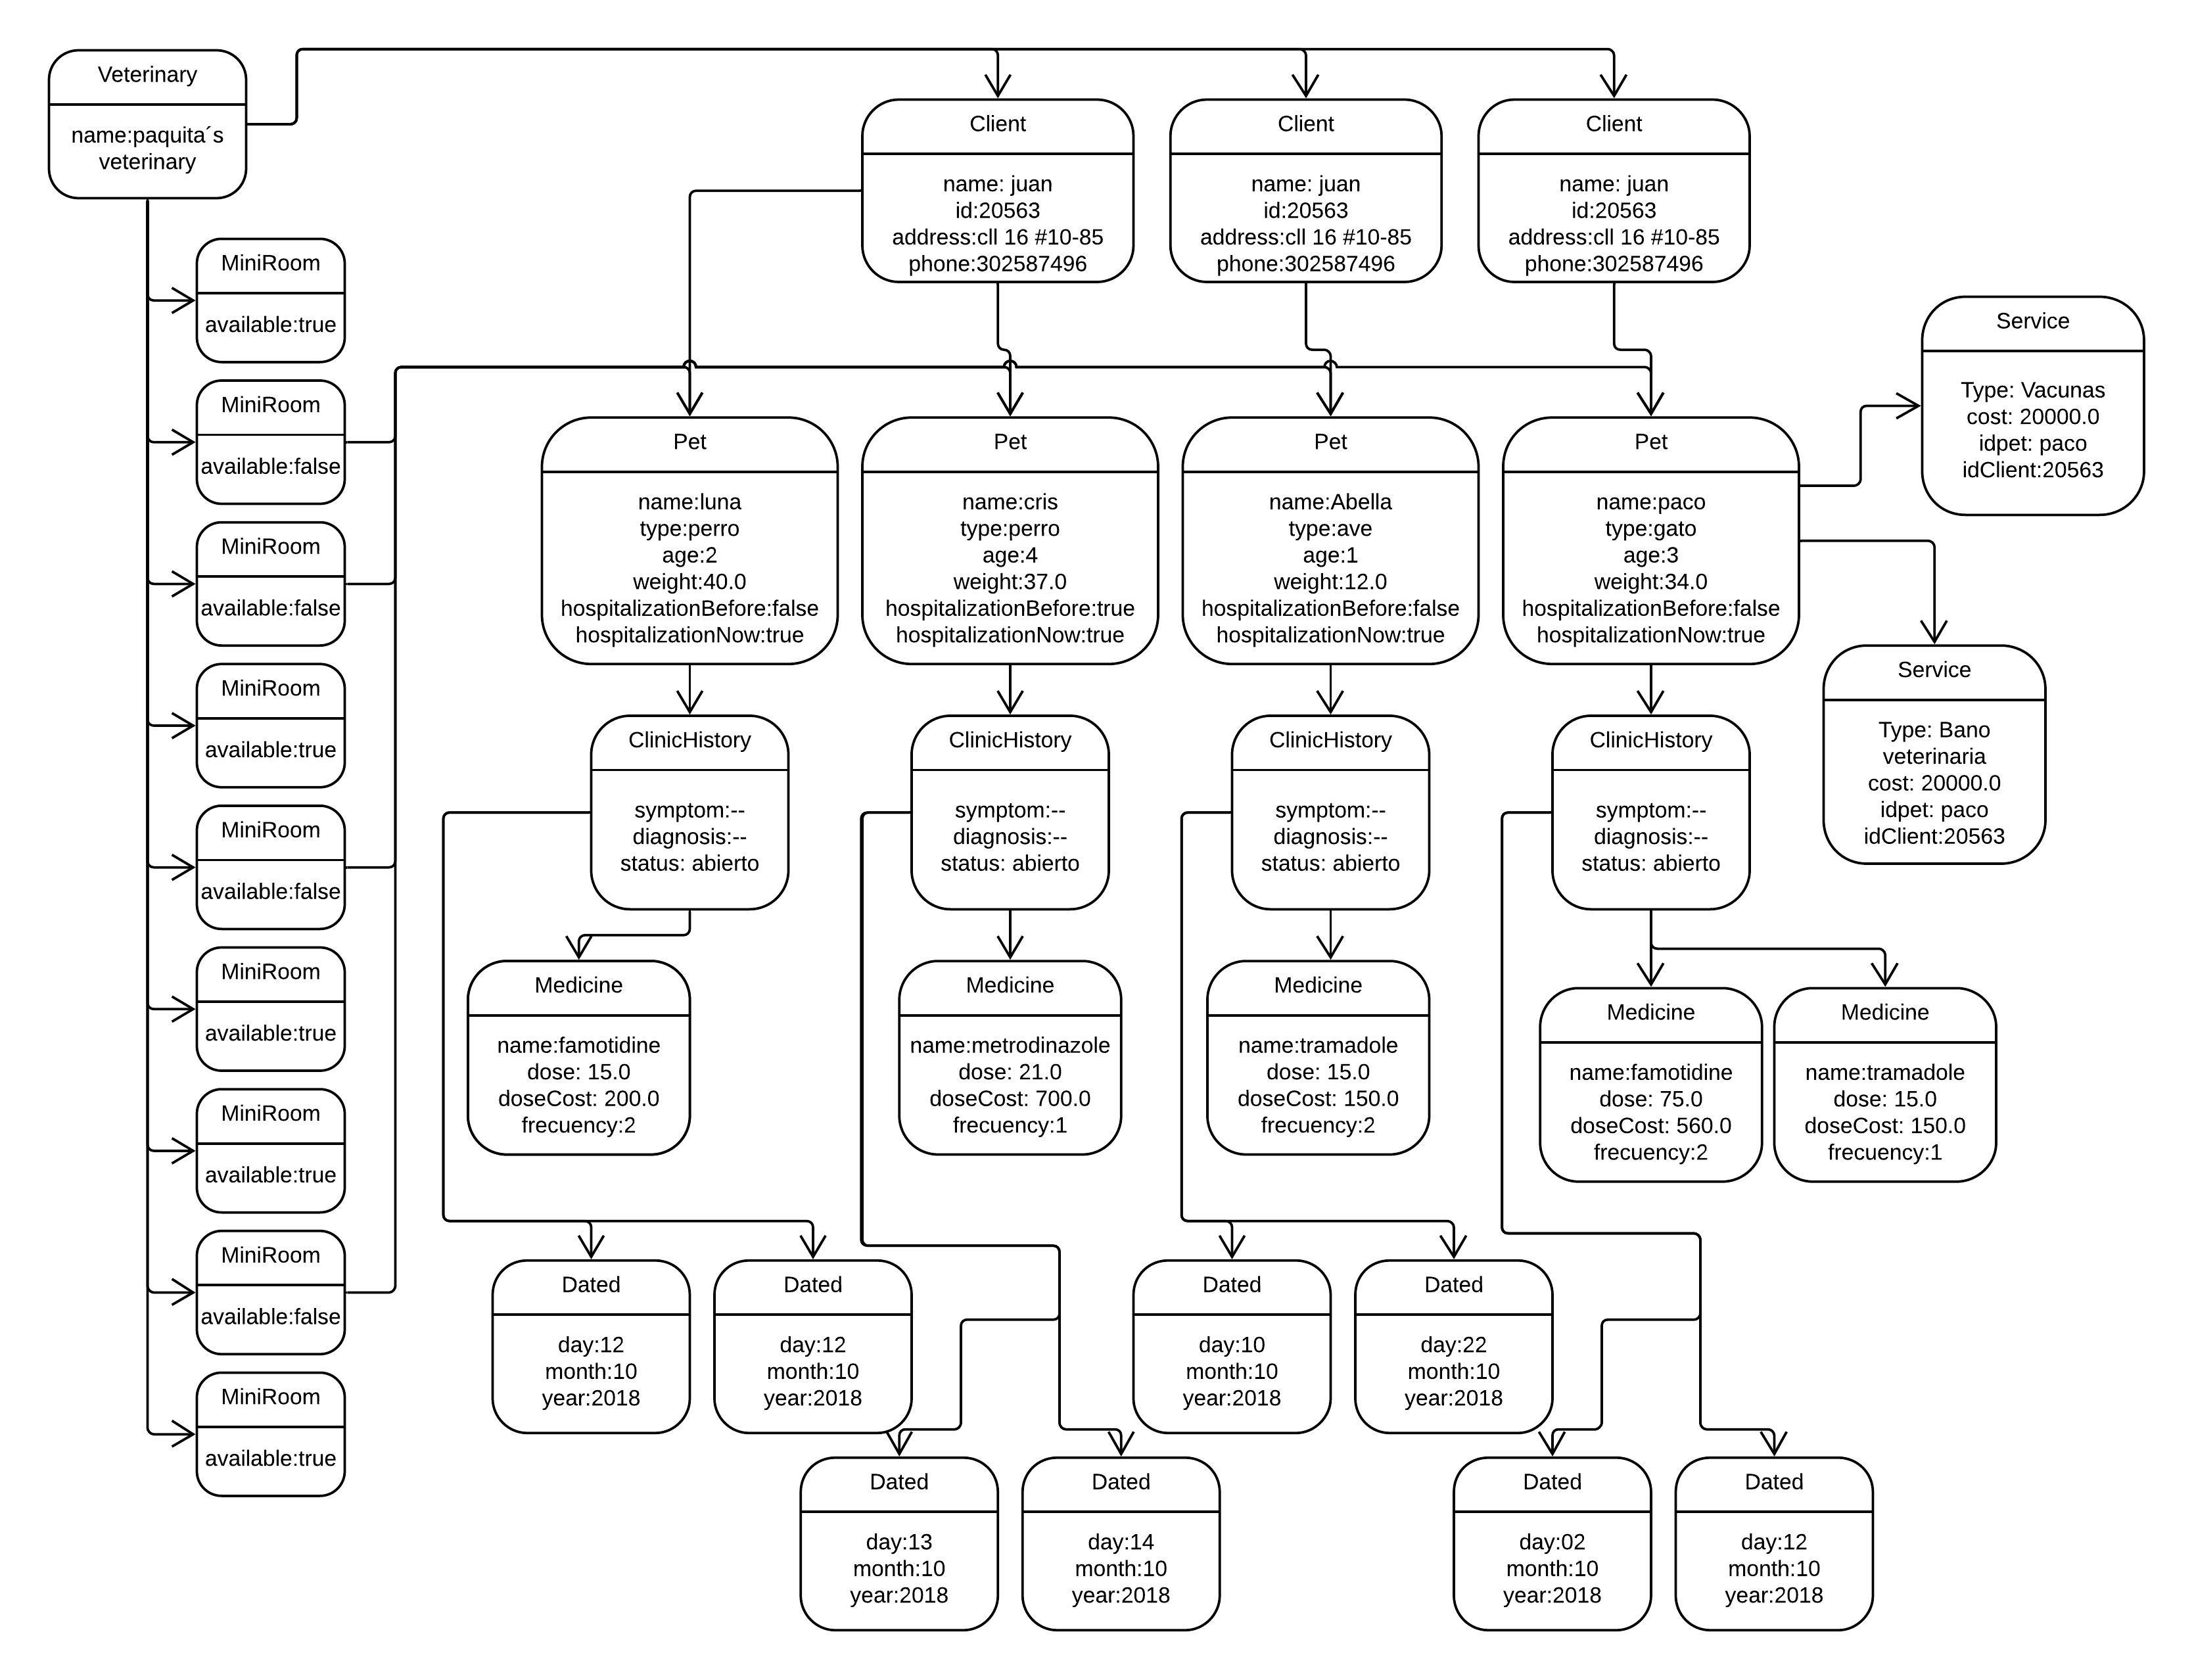 Veterinary
name:paquita´s
veterinary
Client
name: juan
id:20563
address:cll 16 #10-85
phone:302587496
Client
name: juan
id:20563
address:cll 16 #10-85
phone:302587496
Client
name: juan
id:20563
address:cll 16 #10-85
phone:302587496
MiniRoom
available:true
MiniRoom
available:false
MiniRoom
available:false
MiniRoom
available:true
MiniRoom
available:false
MiniRoom
available:true
MiniRoom
available:true
MiniRoom
available:false
MiniRoom
available:true
Pet
name:luna
type:perro
age:2
weight:40.0
hospitalizationBefore:false
hospitalizationNow:true
Pet
name:cris
type:perro
age:4
weight:37.0
hospitalizationBefore:true
hospitalizationNow:true
Pet
name:Abella
type:ave
age:1
weight:12.0
hospitalizationBefore:false
hospitalizationNow:true
Pet
name:paco
type:gato
age:3
weight:34.0
hospitalizationBefore:false
hospitalizationNow:true
Service
Type: Vacunas
cost: 20000.0
idpet: paco
idClient:20563
Service
Type: Bano
veterinaria
cost: 20000.0
idpet: paco
idClient:20563
ClinicHistory
symptom:--
diagnosis:--
status: abierto
ClinicHistory
symptom:--
diagnosis:--
status: abierto
ClinicHistory
symptom:--
diagnosis:--
status: abierto
ClinicHistory
symptom:--
diagnosis:--
status: abierto
Medicine
name:famotidine
dose: 15.0
doseCost: 200.0
frecuency:2
Medicine
name:metrodinazole
dose: 21.0
doseCost: 700.0
frecuency:1
Medicine
name:tramadole
dose: 15.0
doseCost: 150.0
frecuency:2
Medicine
name:famotidine
dose: 75.0
doseCost: 560.0
frecuency:2
Medicine
name:tramadole
dose: 15.0
doseCost: 150.0
frecuency:1
Dated
day:12
month:10
year:2018
Dated
day:12
month:10
year:2018
Dated
day:10
month:10
year:2018
Dated
day:22
month:10
year:2018
Dated
day:13
month:10
year:2018
Dated
day:14
month:10
year:2018
Dated
day:02
month:10
year:2018
Dated
day:12
month:10
year:2018